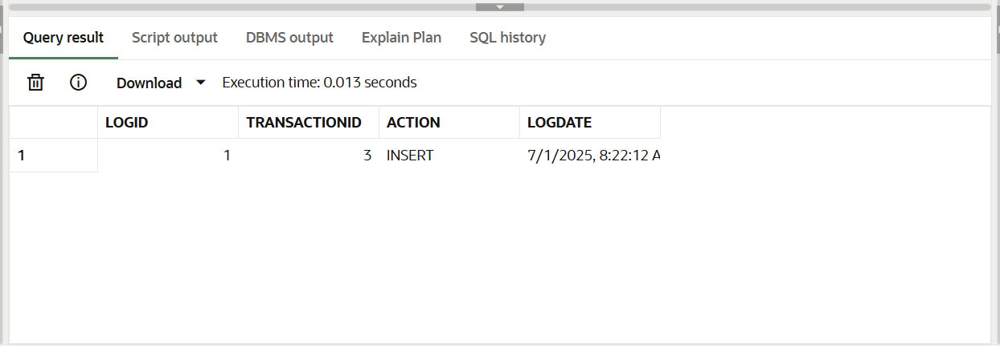 Query result Script output DBMS output Explain Plan SQL history
Download Execution time: 0.013 seconds
LOGID TRANSACTIONID ACTION LOGDATE
1 1 3 INSERT 7/1/2025, 8:22:12 A